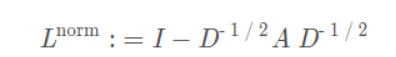 L^norm := I − D^-1/2 A D^-1/2